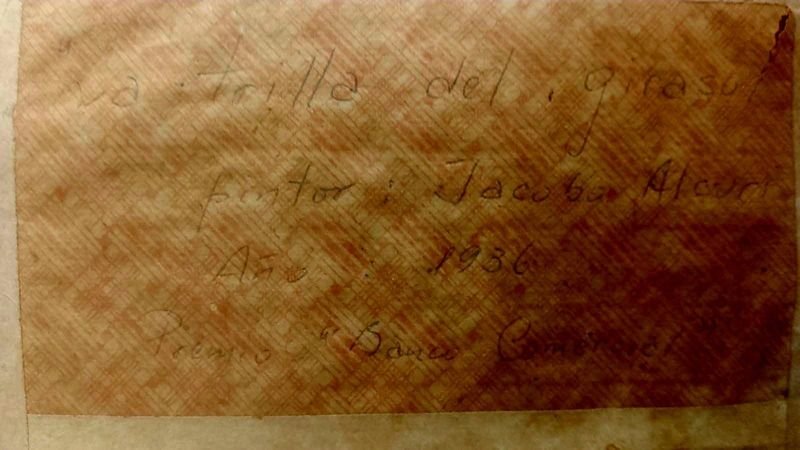 "La trilla del girasol
pintor: Jacobo
Año: 1936
Premio "Banco Comercial"